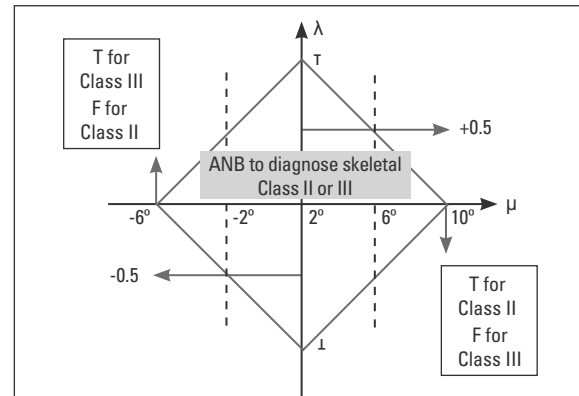 λ
T
T for
Class III
F for
Class II
+0.5
ANB to diagnose skeletal
Class II or III
-6º -2º 2º 6º 10º μ
-0.5
T for
Class II
F for
Class III
⊥